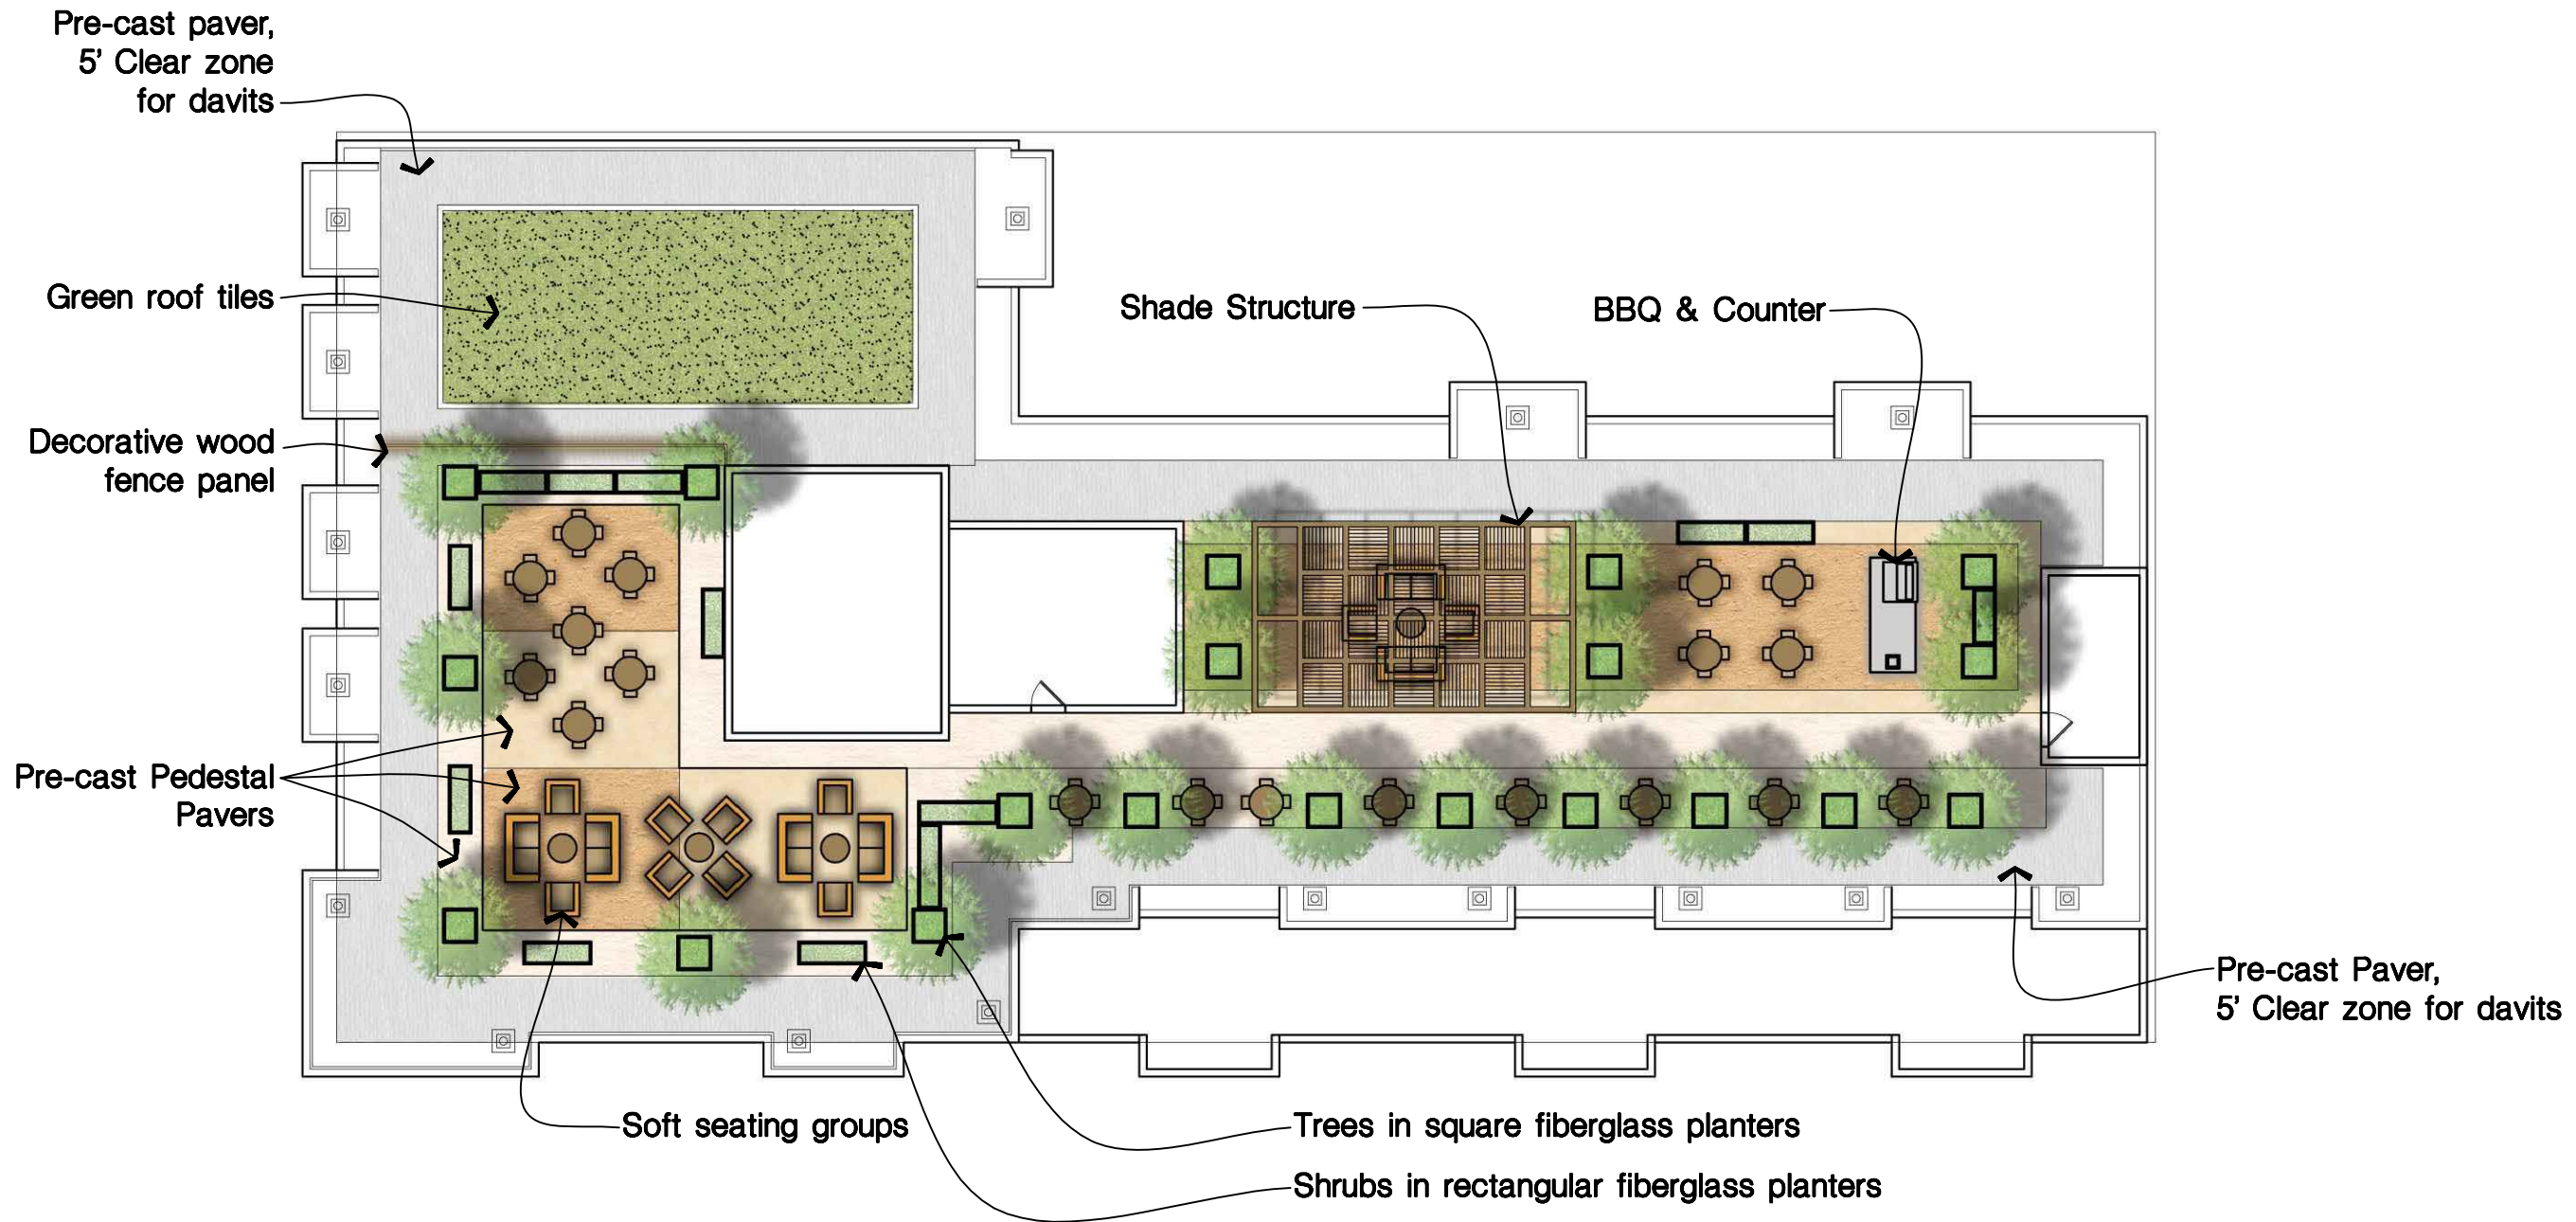 Pre-cast paver,
5' Clear zone
for davits
Green roof tiles
Shade Structure
BBQ & Counter
Decorative wood
fence panel
Pre-cast Pedestal
Pavers
Pre-cast Paver,
5' Clear zone for davits
Soft seating groups
Trees in square fiberglass planters
Shrubs in rectangular fiberglass planters